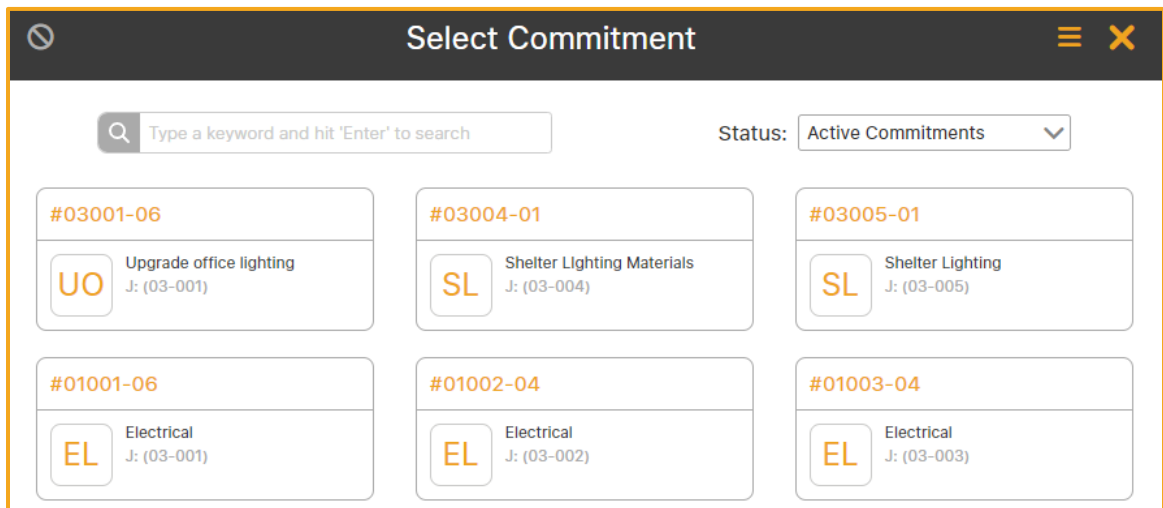 Select Commitment
Type a keyword and hit 'Enter' to search
Status: Active Commitments
#03001-06
UO
Upgrade office lighting
J: (03-001)
#03004-01
SL
Shelter LIghting Materials
J: (03-004)
#03005-01
SL
Shelter Lighting
J: (03-005)
#01001-06
EL
Electrical
J: (03-001)
#01002-04
EL
Electrical
J: (03-002)
#01003-04
EL
Electrical
J: (03-003)